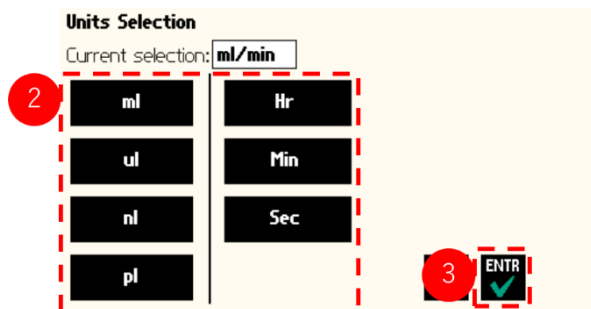 Units Selection
Current selection: ml/min
2
ml Hr
ul Min
nl Sec
pl
3 ENTR